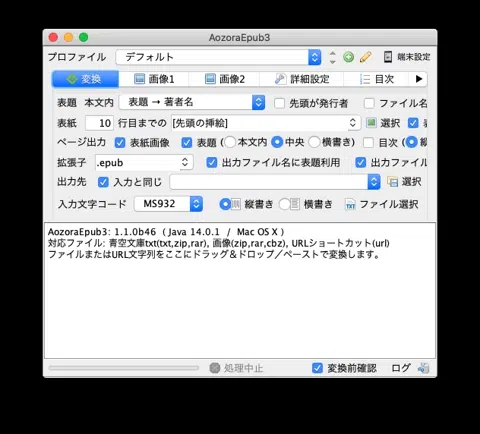 AozoraEpub3
プロファイル デフォルト 端末設定
変換 画像1 画像2 詳細設定 目次
表題 本文内 表題 → 著者名 先頭が発行者 ファイル名
表紙 10 行目までの [先頭の挿絵] 選択
ページ出力 表紙画像 表題 (本文内 中央 横書き) 目次 (
拡張子 .epub 出力ファイル名に表題利用 出力ファイル
出力先 入力と同じ 選択
入力文字コード MS932 縦書き 横書き ファイル選択
AozoraEpub3: 1.1.0b46 ( Java 14.0.1 / Mac OS X )
対応ファイル: 青空文庫txt(txt,zip,rar), 画像(zip,rar,cbz), URLショートカット(url)
ファイルまたはURL文字列をここにドラッグ＆ドロップ／ペーストで変換します。
処理中止 変換前確認 ログ